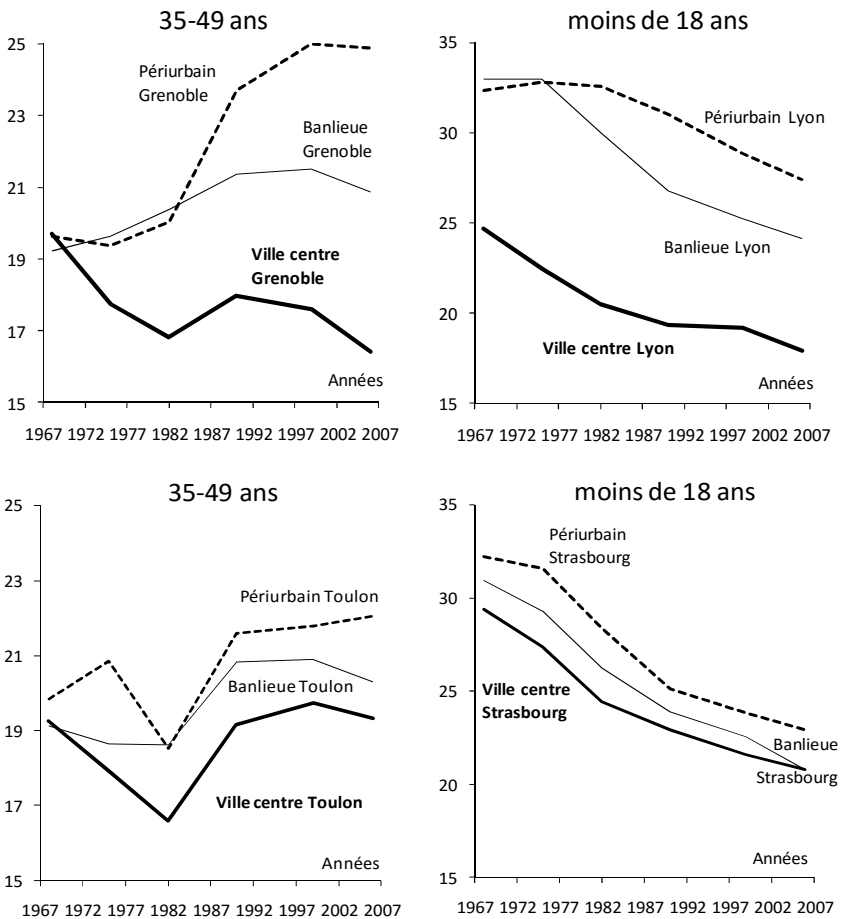 35-49 ans
25
23
21
19
17
15
Périurbain
Grenoble
Banlieue
Grenoble
Ville centre
Grenoble
Années
1967 1972 1977 1982 1987 1992 1997 2002 2007
moins de 18 ans
35
30
25
20
15
Périurbain Lyon
Banlieue Lyon
Ville centre Lyon
Années
1967 1972 1977 1982 1987 1992 1997 2002 2007
35-49 ans
25
23
21
19
17
15
Périurbain Toulon
Banlieue Toulon
Ville centre Toulon
Années
1967 1972 1977 1982 1987 1992 1997 2002 2007
moins de 18 ans
35
30
25
20
15
Périurbain
Strasbourg
Ville centre
Strasbourg
Banlieue
Strasbourg
Années
1967 1972 1977 1982 1987 1992 1997 2002 2007